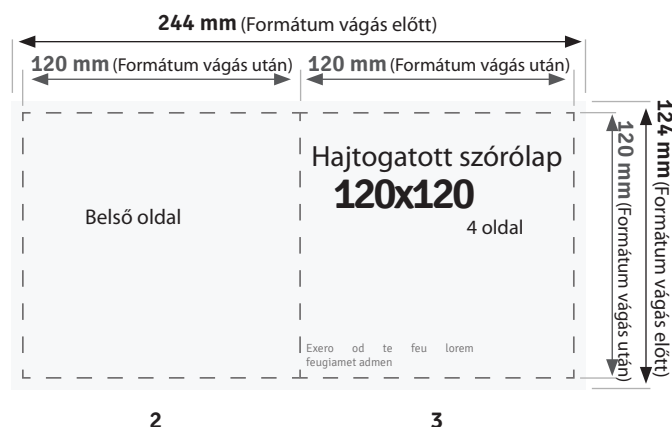 244 mm (Formátum vágás előtt)
120 mm (Formátum vágás után)
120 mm (Formátum vágás után)
124 mm (Formátum vágás előtt)
120 mm (Formátum vágás után)
Hajtogatott szórólap
120x120
Belső oldal
4 oldal
Exero od te feu lorem
feugiamet admen
2
3